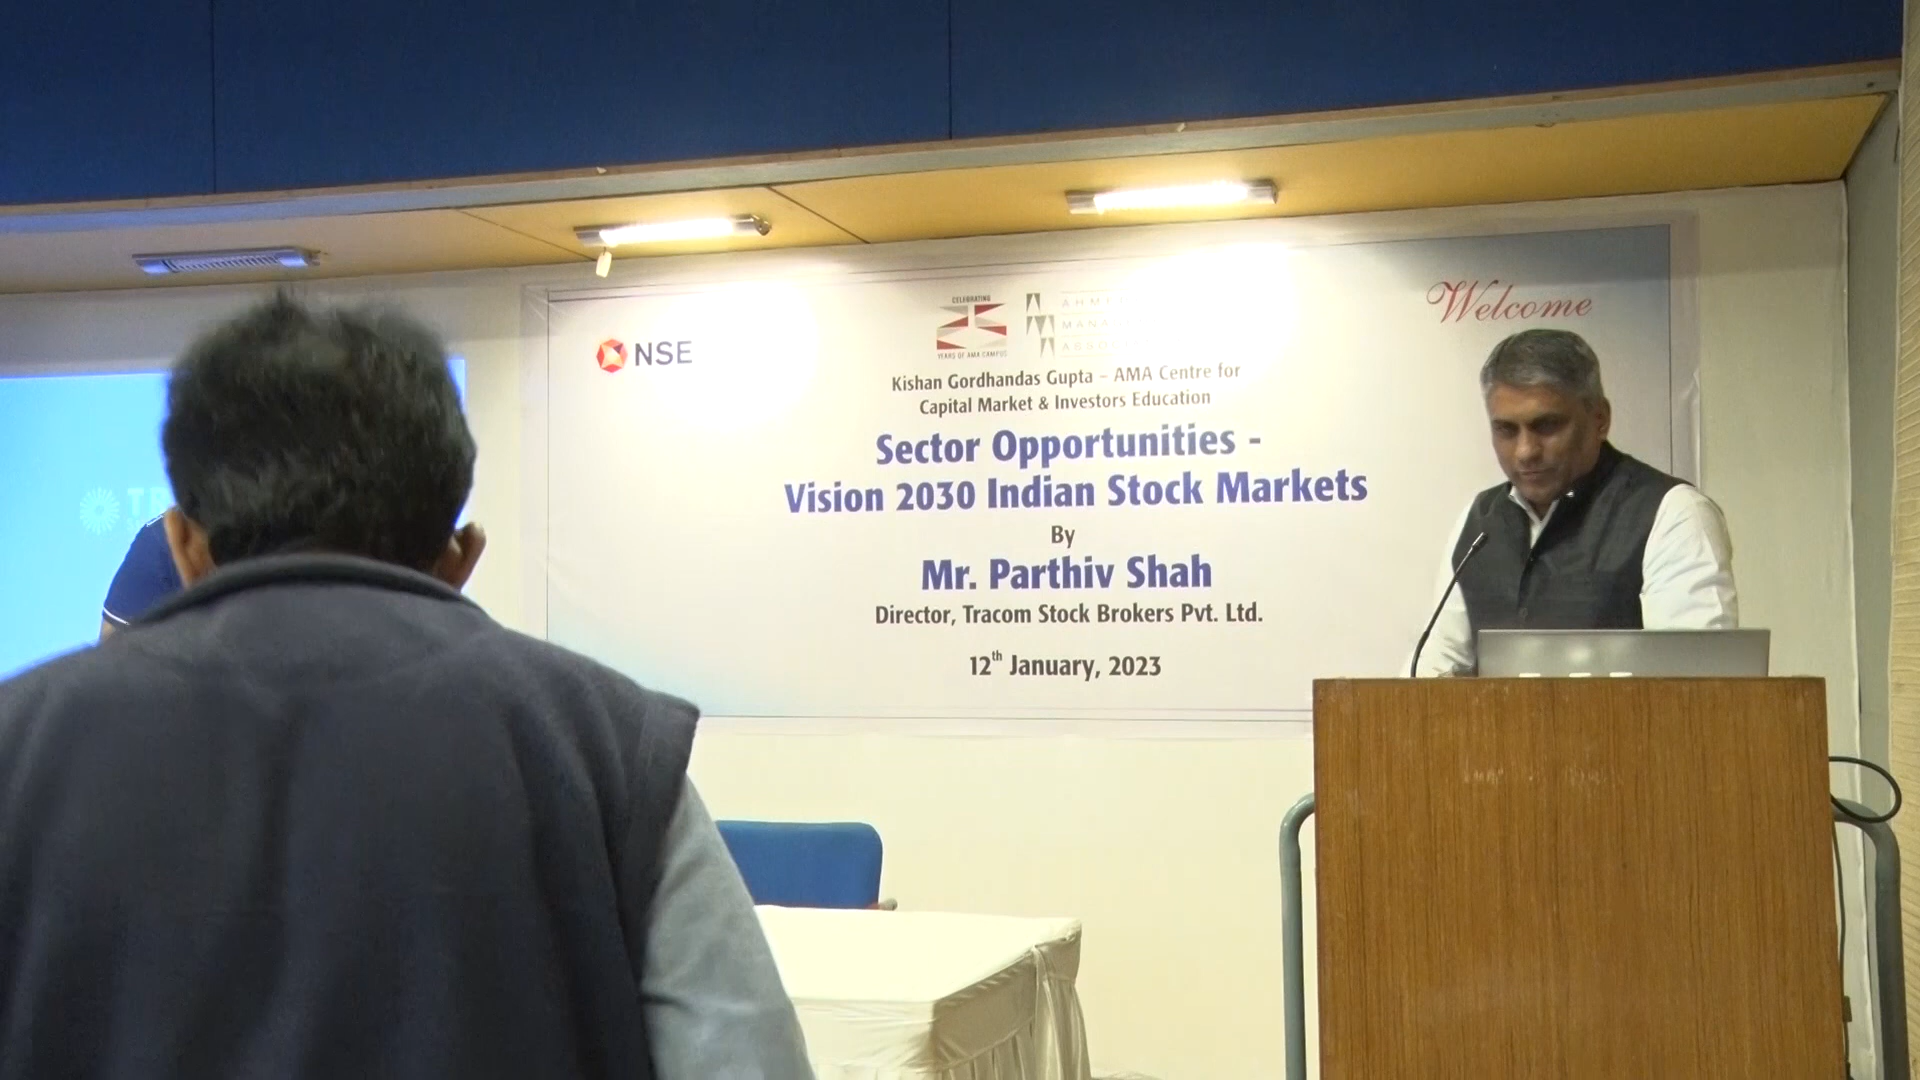 Welcome
NSE
CELEBRATING
YEARS OF AMA CAMPUS
Kishan Gordhandas Gupta – AMA Centre for
Capital Market & Investors Education
Sector Opportunities -
Vision 2030 Indian Stock Markets
By
Mr. Parthiv Shah
Director, Tracom Stock Brokers Pvt. Ltd.
12th January, 2023